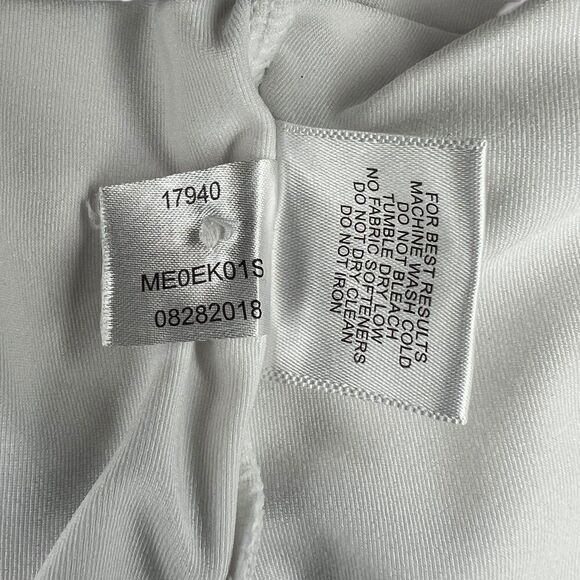 17940
ME0EK01S
08282018
FOR BEST RESULTS
MACHINE WASH COLD
DO NOT BLEACH
TUMBLE DRY LOW
NO FABRIC SOFTENERS
DO NOT DRY CLEAN
DO NOT IRON